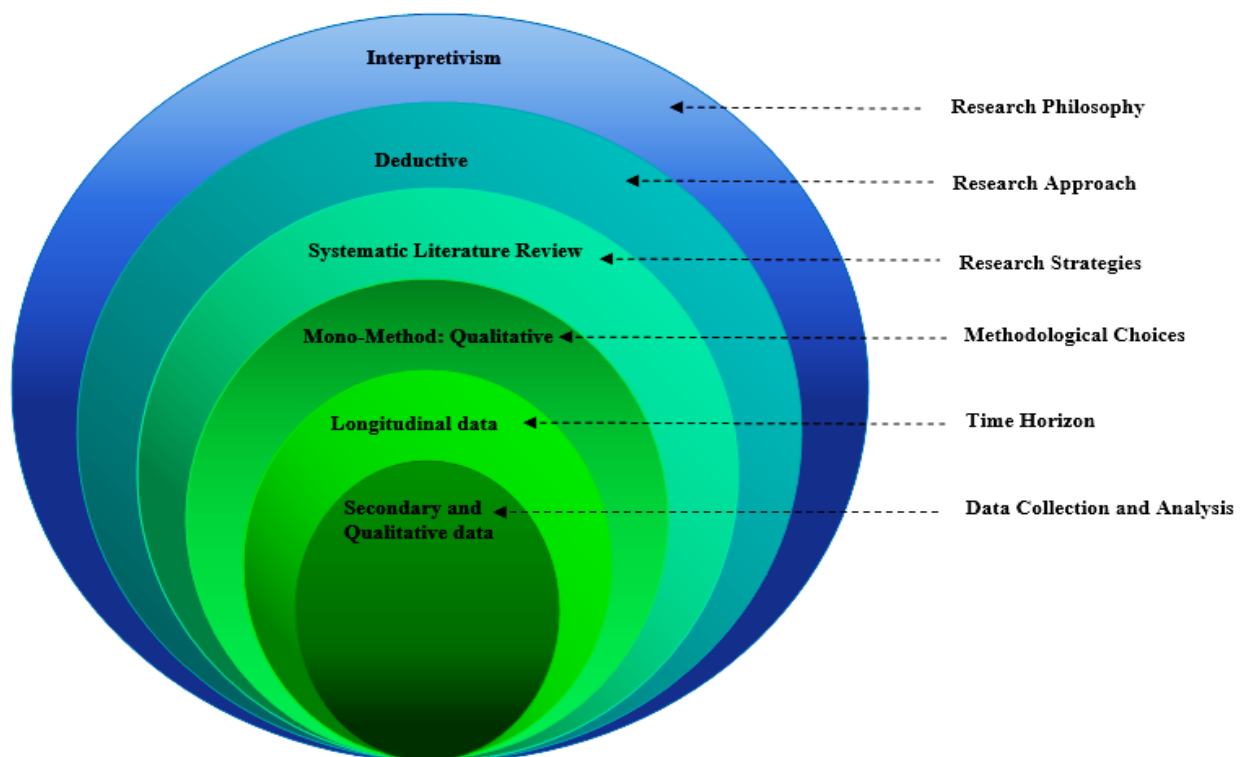 Interpretivism
Research Philosophy
Deductive
Research Approach
Systematic Literature Review
Research Strategies
Mono-Method: Qualitative
Methodological Choices
Longitudinal data
Time Horizon
Secondary and
Qualitative data
Data Collection and Analysis